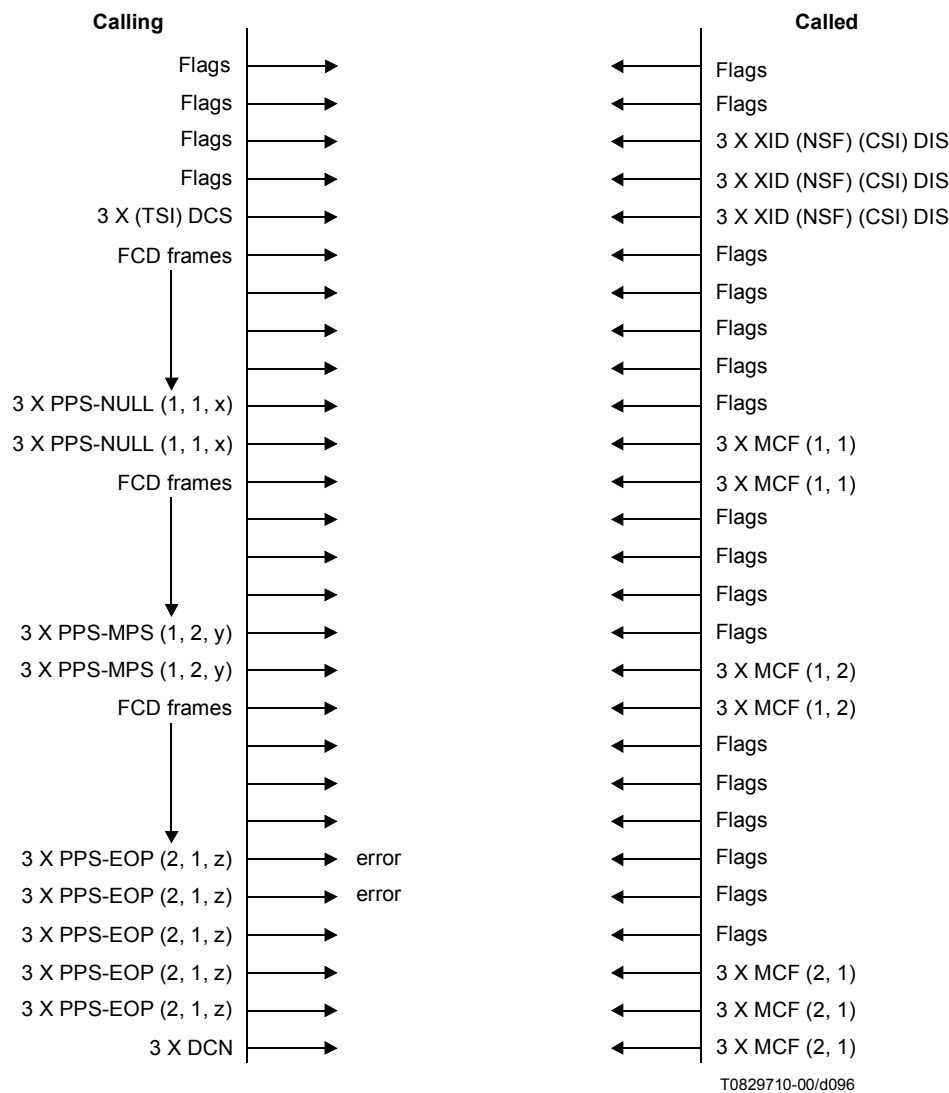 Calling Called
Flags Flags
Flags Flags
Flags 3 X XID (NSF) (CSI) DIS
Flags 3 X XID (NSF) (CSI) DIS
3 X (TSI) DCS 3 X XID (NSF) (CSI) DIS
FCD frames Flags
Flags
Flags
Flags
3 X PPS-NULL (1, 1, x) Flags
3 X PPS-NULL (1, 1, x) 3 X MCF (1, 1)
FCD frames 3 X MCF (1, 1)
Flags
Flags
Flags
3 X PPS-MPS (1, 2, y) Flags
3 X PPS-MPS (1, 2, y) 3 X MCF (1, 2)
FCD frames 3 X MCF (1, 2)
Flags
Flags
Flags
3 X PPS-EOP (2, 1, z) error Flags
3 X PPS-EOP (2, 1, z) error Flags
3 X PPS-EOP (2, 1, z) Flags
3 X PPS-EOP (2, 1, z) 3 X MCF (2, 1)
3 X PPS-EOP (2, 1, z) 3 X MCF (2, 1)
3 X DCN 3 X MCF (2, 1)
T0829710-00/d096